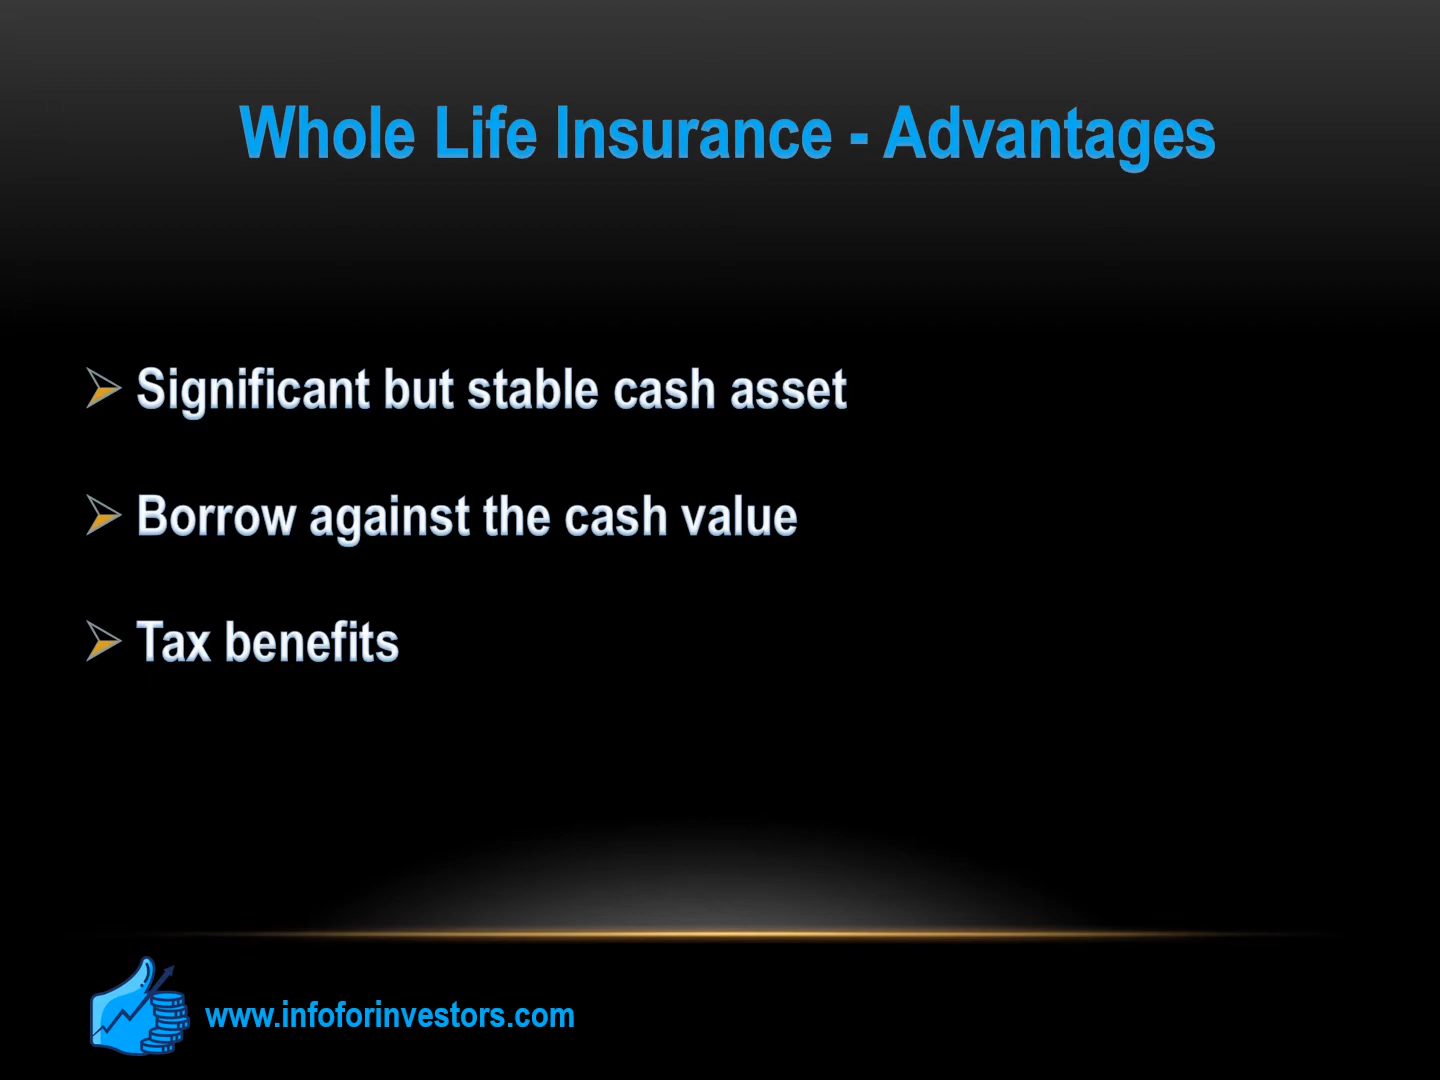 Whole Life Insurance - Advantages
Significant but stable cash asset
Borrow against the cash value
Tax benefits
www.infoforinvestors.com